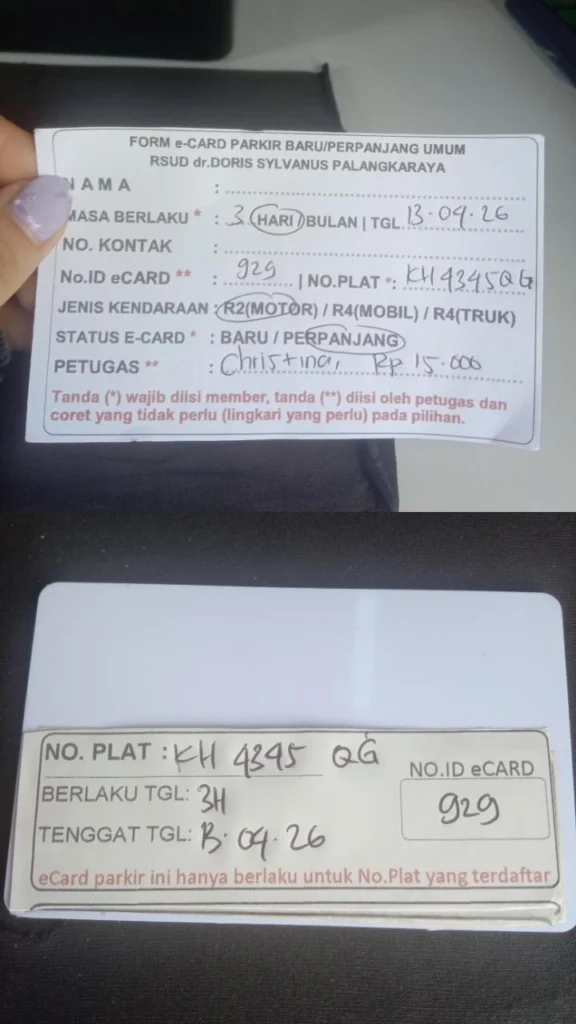 FORM e-CARD PARKIR BARU/PERPANJANG UMUM
RSUD dr.DORIS SYLVANUS PALANGKARAYA
NAMA :
MASA BERLAKU * : 3 HARI / BULAN | TGL. 13.04.26
NO. KONTAK :
No.ID eCARD ** : 929 | NO.PLAT *: KH 4345 QG
JENIS KENDARAAN : R2(MOTOR) / R4(MOBIL) / R4(TRUK)
STATUS E-CARD * : BARU / PERPANJANG
PETUGAS ** : Christina, Rp 15.000
Tanda (*) wajib diisi member, tanda (**) diisi oleh petugas dan
coret yang tidak perlu (lingkari yang perlu) pada pilihan.
NO. PLAT : KH 4345 QG
NO.ID eCARD
BERLAKU TGL: 3H
929
TENGGAT TGL: 13.04.26
eCard parkir ini hanya berlaku untuk No.Plat yang terdaftar